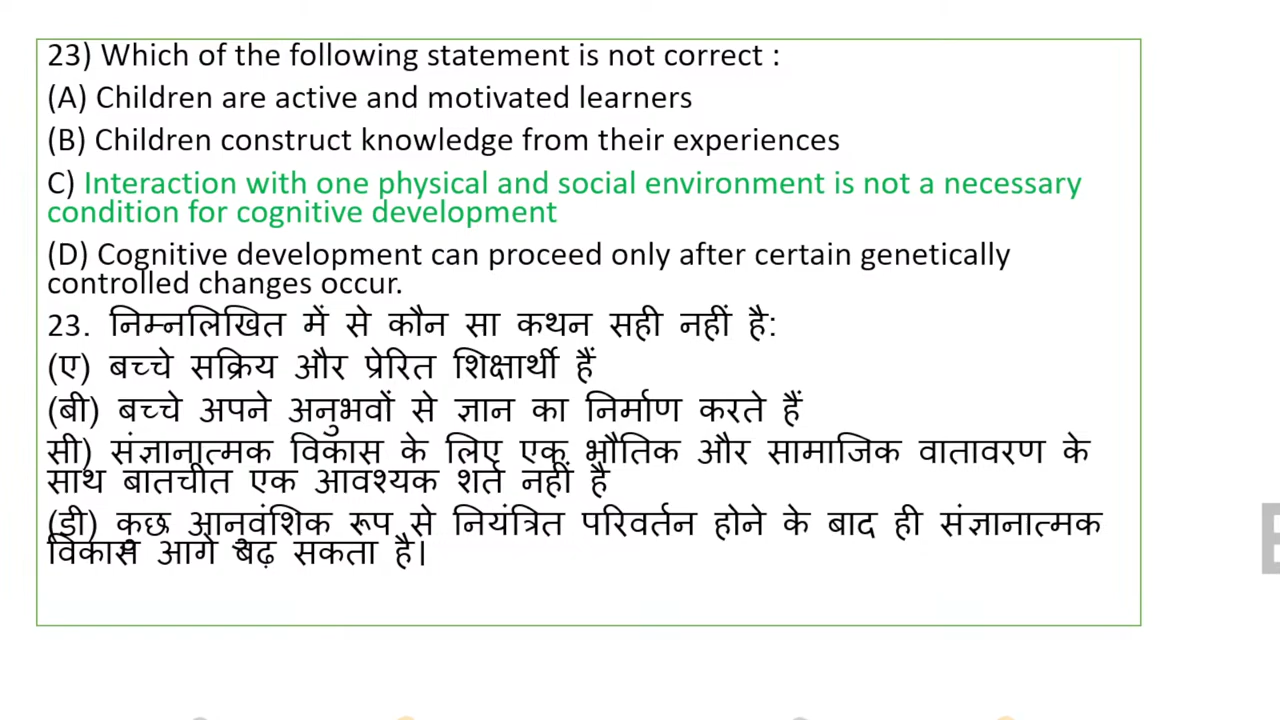 23) Which of the following statement is not correct :
(A) Children are active and motivated learners
(B) Children construct knowledge from their experiences
C) Interaction with one physical and social environment is not a necessary
condition for cognitive development
(D) Cognitive development can proceed only after certain genetically
controlled changes occur.
23. निम्नलिखित में से कौन सा कथन सही नहीं है:
(ए) बच्चे सक्रिय और प्रेरित शिक्षार्थी हैं
(बी) बच्चे अपने अनुभवों से ज्ञान का निर्माण करते हैं
सी) संज्ञानात्मक विकास के लिए एक भौतिक और सामाजिक वातावरण के
साथ बातचीत एक आवश्यक शर्त नहीं है
(डी) कुछ आनुवंशिक रूप से नियंत्रित परिवर्तन होने के बाद ही संज्ञानात्मक
विकास आगे बढ़ सकता है।